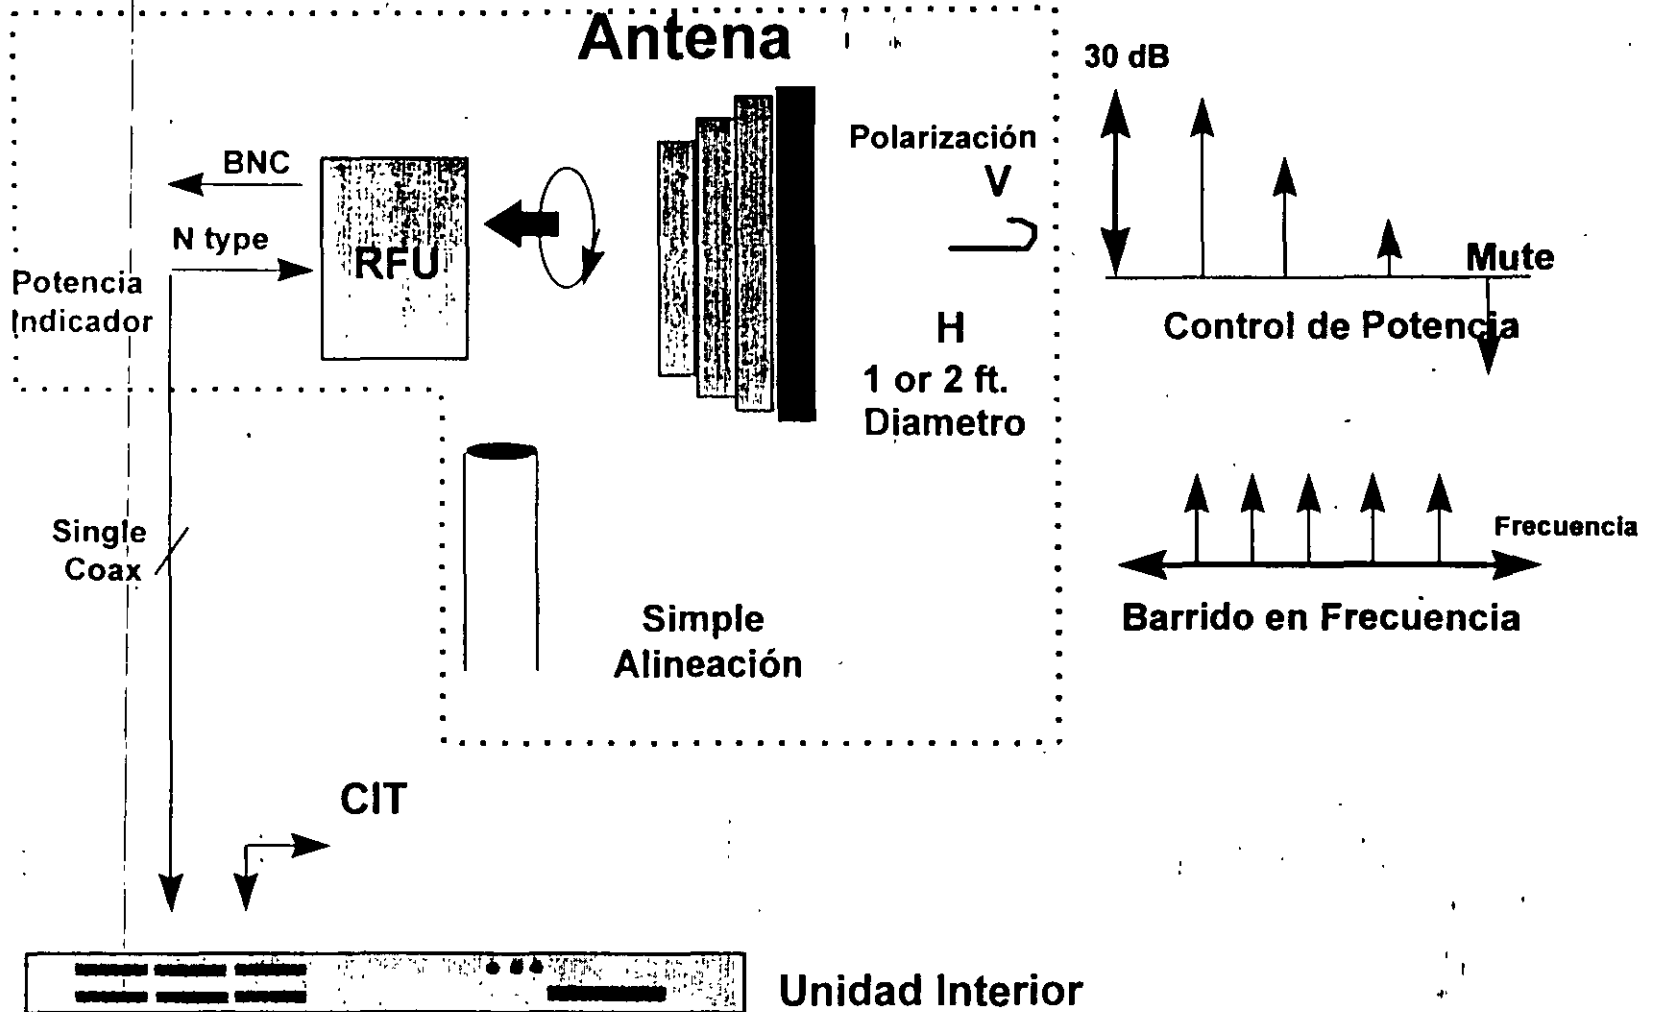 Antena
30 dB
Polarización
V
BNC
N type
RFU
Potencia
Indicador
Mute
H
Control de Potencia
1 or 2 ft.
Diametro
Single
Coax
Frecuencia
Barrido en Frecuencia
Simple
Alineación
CIT
Unidad Interior